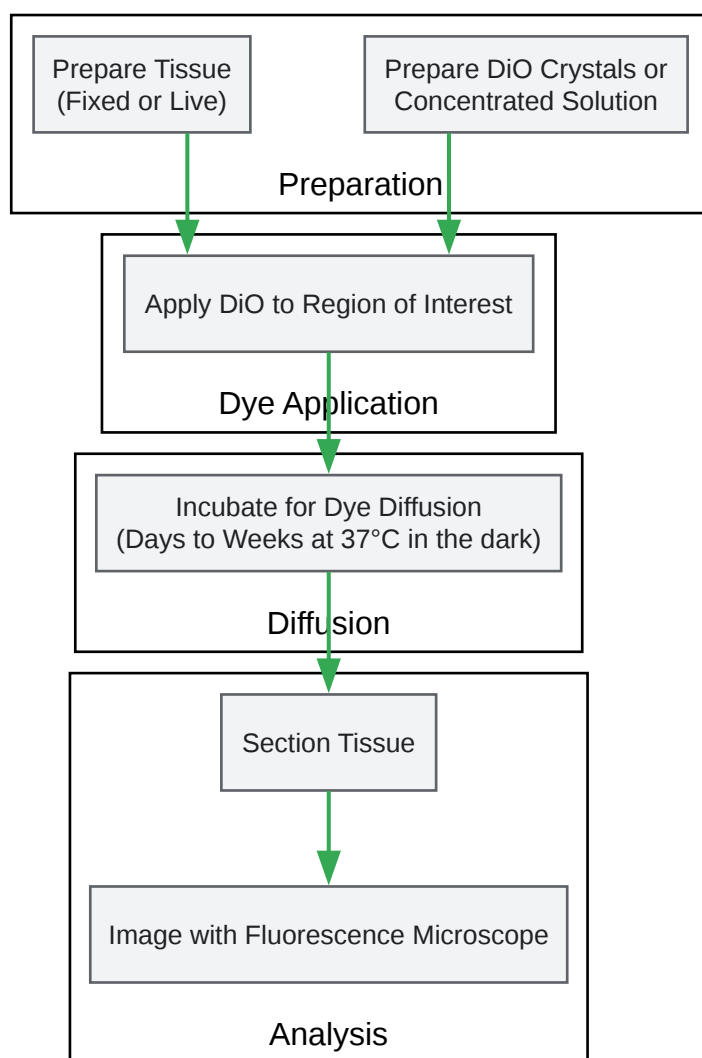 Prepare Tissue
(Fixed or Live)
Prepare DiO Crystals or
Concentrated Solution
Preparation
Apply DiO to Region of Interest
Dye Application
Incubate for Dye Diffusion
(Days to Weeks at 37°C in the dark)
Diffusion
Section Tissue
Image with Fluorescence Microscope
Analysis